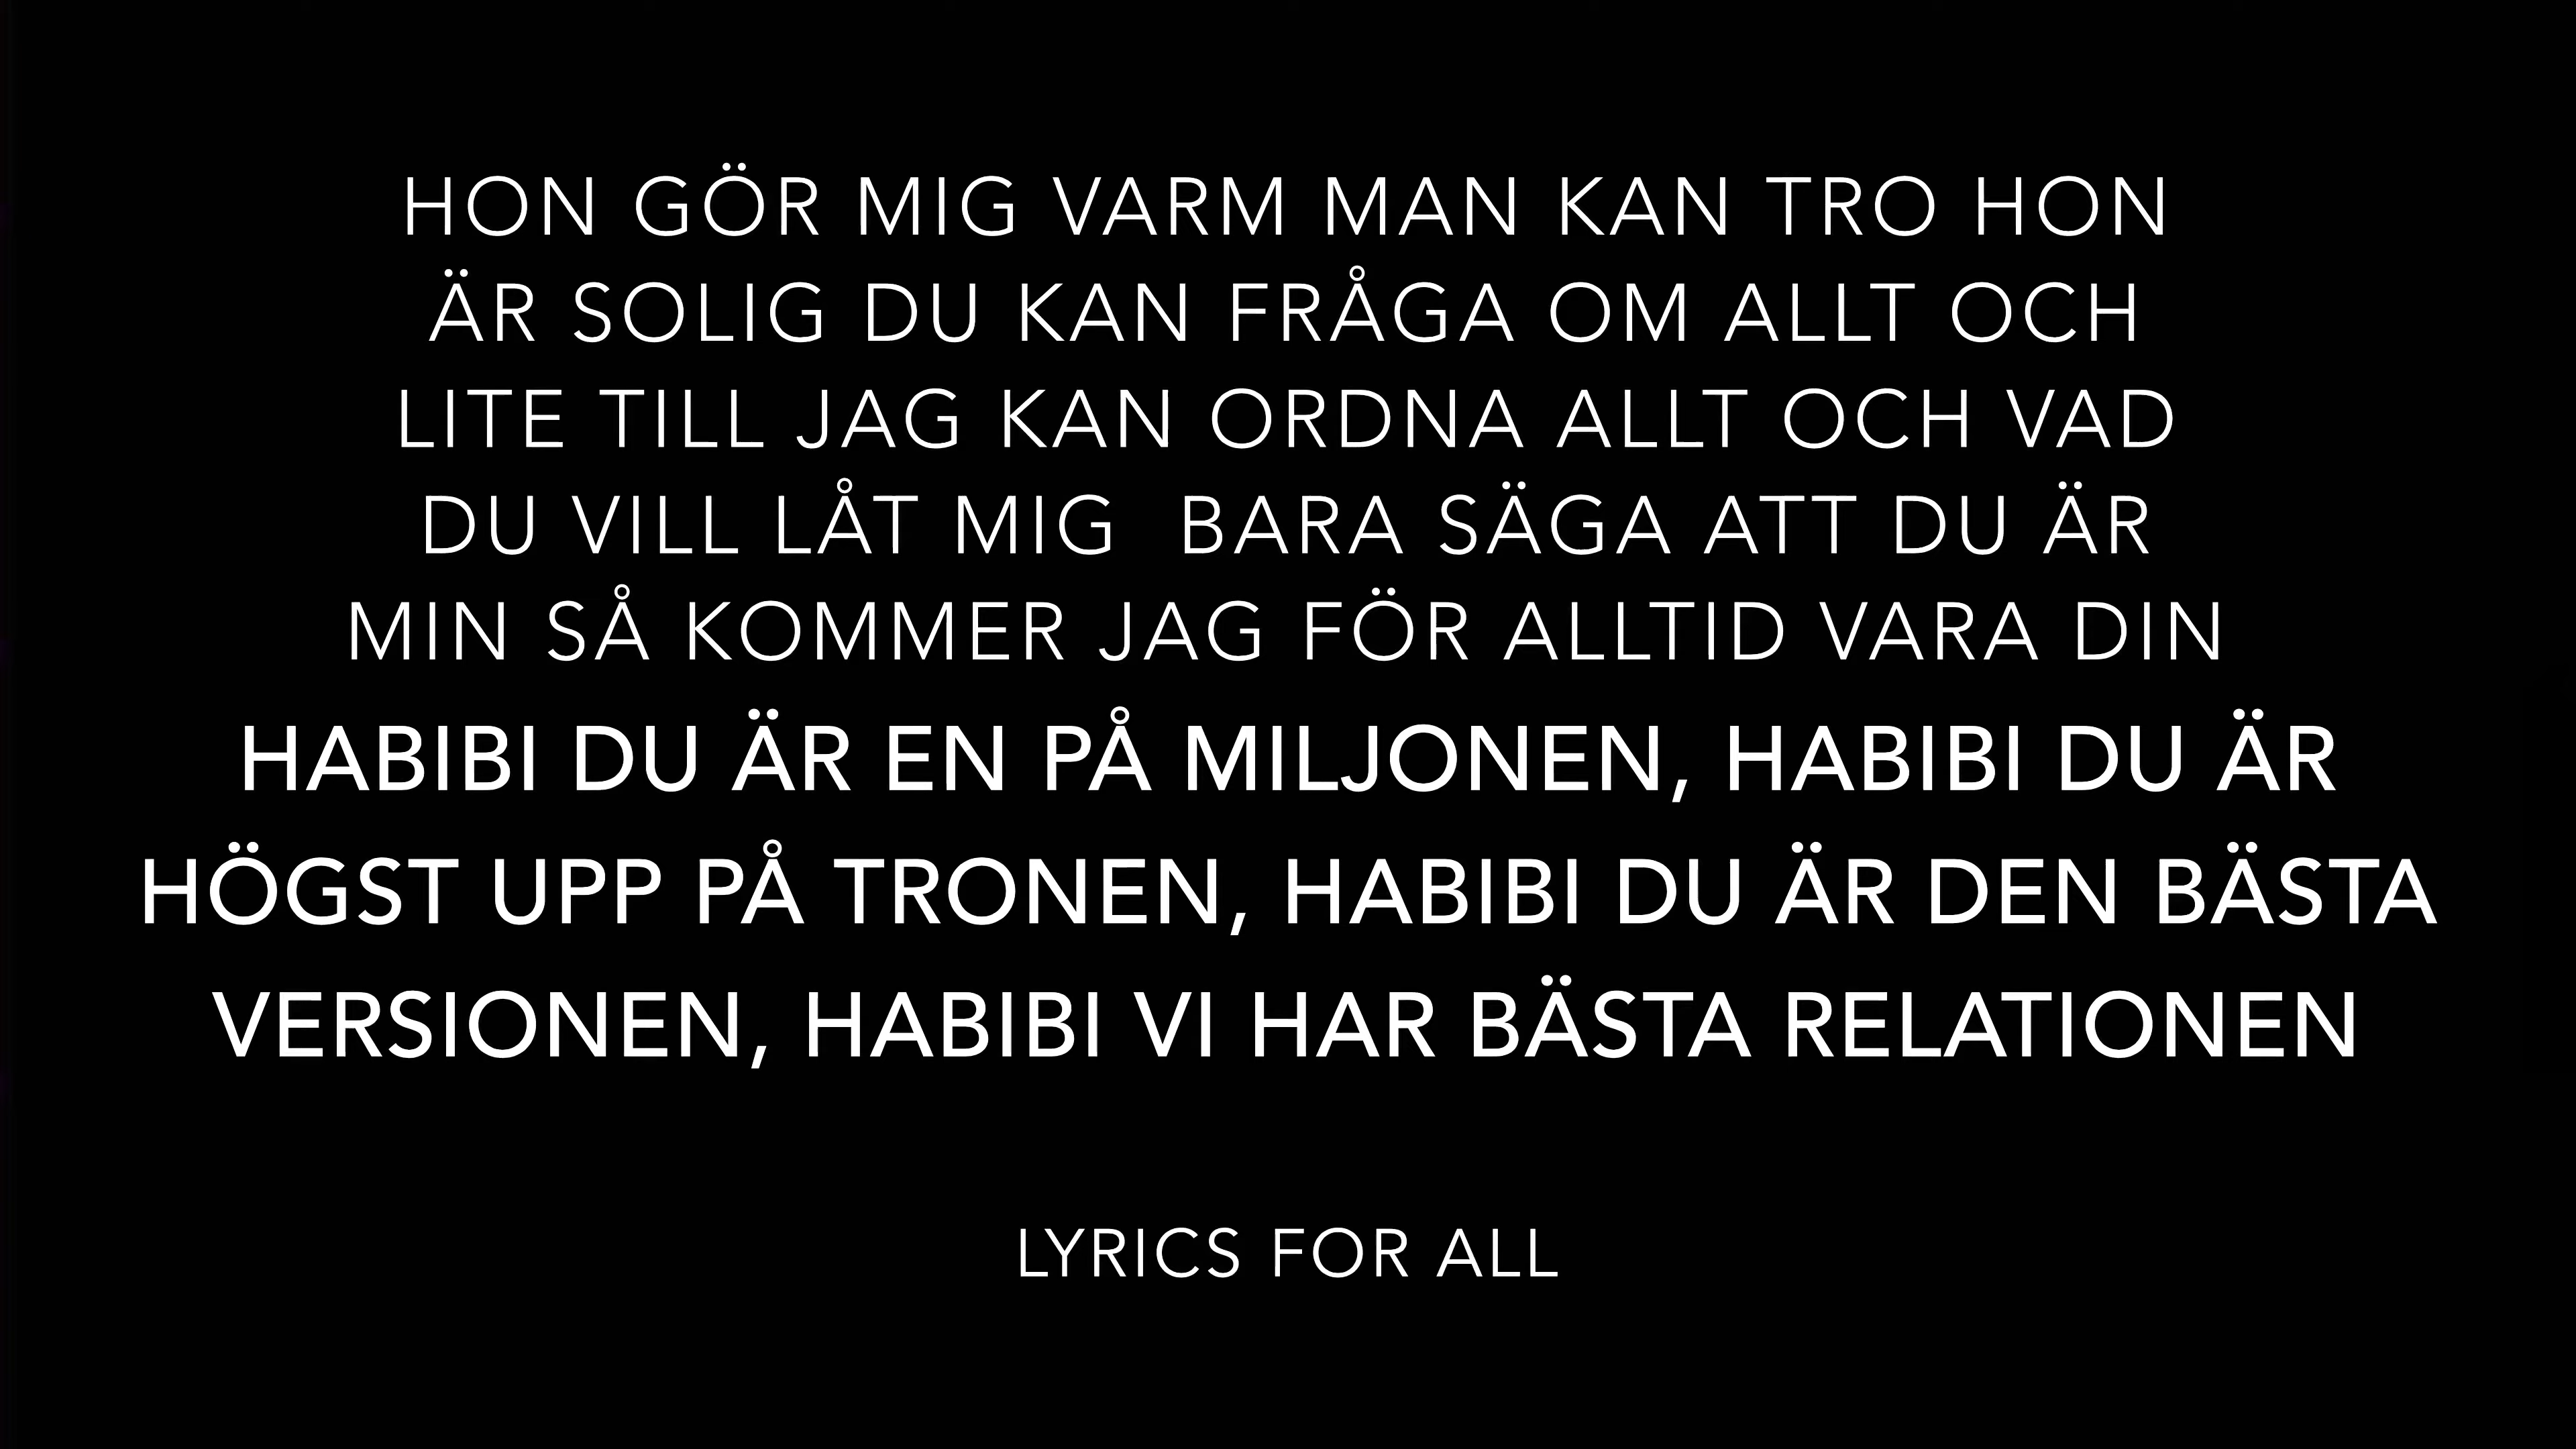 HON GÖR MIG VARM MAN KAN TRO HON
ÄR SOLIG DU KAN FRÅGA OM ALLT OCH
LITE TILL JAG KAN ORDNA ALLT OCH VAD
DU VILL LÅT MIG  BARA SÄGA ATT DU ÄR
MIN SÅ KOMMER JAG FÖR ALLTID VARA DIN
HABIBI DU ÄR EN PÅ MILJONEN, HABIBI DU ÄR
HÖGST UPP PÅ TRONEN, HABIBI DU ÄR DEN BÄSTA
VERSIONEN, HABIBI VI HAR BÄSTA RELATIONEN
LYRICS FOR ALL